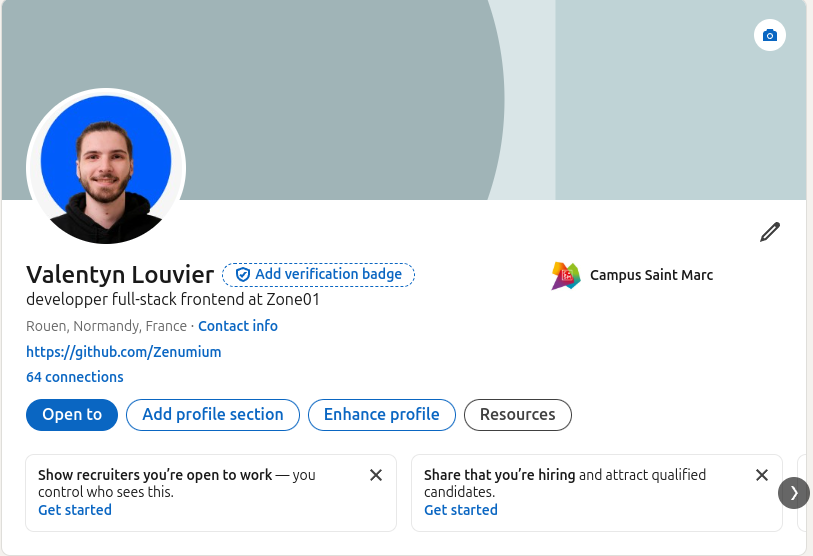 Valentyn Louvier
Add verification badge
Campus Saint Marc
developper full-stack frontend at Zone01
Rouen, Normandy, France · Contact info
https://github.com/Zenumium
64 connections
Open to
Add profile section
Enhance profile
Resources
Show recruiters you’re open to work — you
control who sees this.
Get started
Share that you’re hiring and attract qualified
candidates.
Get started